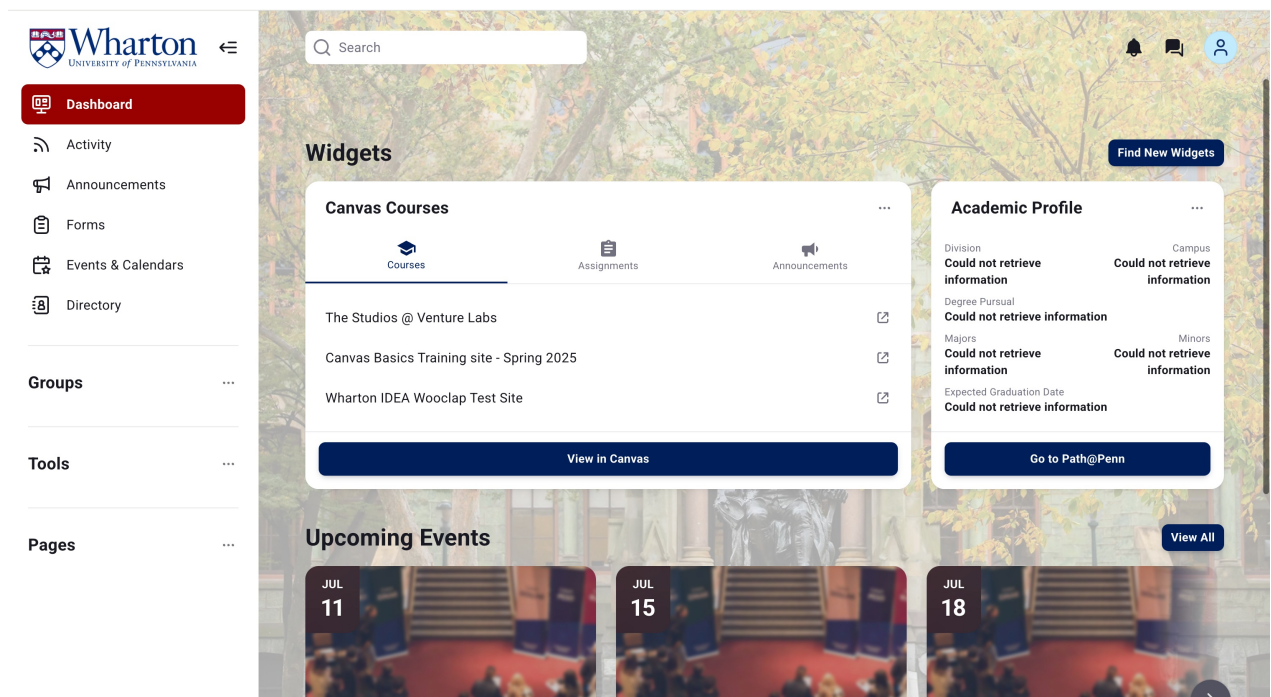 Wharton
UNIVERSITY of PENNSYLVANIA
Search
Dashboard
Activity
Announcements
Forms
Events & Calendars
Directory
Groups
Tools
Pages
Widgets
Find New Widgets
Canvas Courses
Courses
Assignments
Announcements
The Studios @ Venture Labs
Canvas Basics Training site - Spring 2025
Wharton IDEA Wooclap Test Site
View in Canvas
Academic Profile
Division
Could not retrieve
information
Campus
Could not retrieve
information
Degree Pursual
Could not retrieve information
Majors
Could not retrieve
information
Minors
Could not retrieve
information
Expected Graduation Date
Could not retrieve information
Go to Path@Penn
Upcoming Events
View All
JUL
11
JUL
15
JUL
18